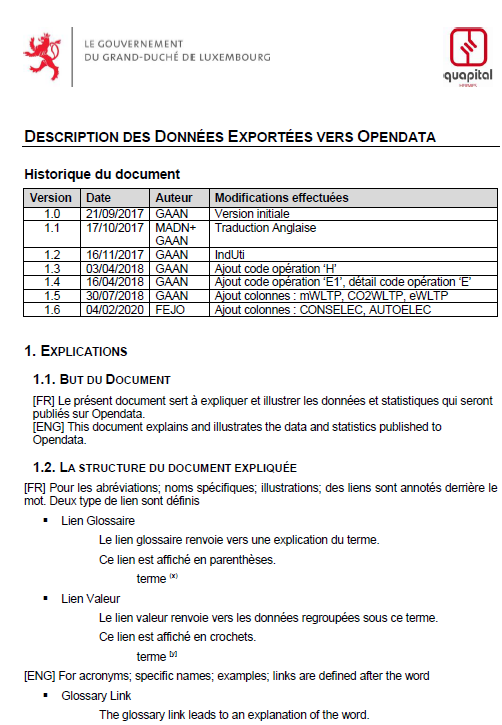 LE GOUVERNEMENT
DU GRAND-DUCHÉ DE LUXEMBOURG
quapital
DESCRIPTION DES DONNÉES EXPORTÉES VERS OPENDATA
Historique du document
Version Date Auteur Modifications effectuées
1.0 21/09/2017 GAAN Version initiale
1.1 17/10/2017 MADN+ Traduction Anglaise
GAAN
1.2 16/11/2017 GAAN IndUti
1.3 03/04/2018 GAAN Ajout code opération ‘H’
1.4 16/04/2018 GAAN Ajout code opération ‘E1’, détail code opération ‘E’
1.5 30/07/2018 GAAN Ajout colonnes : mWLTP, CO2WLTP, eWLTP
1.6 04/02/2020 FEJO Ajout colonnes : CONSELEC, AUTOELEC
1. EXPLICATIONS
1.1. BUT DU DOCUMENT
[FR] Le présent document sert à expliquer et illustrer les données et statistiques qui seront
publiés sur Opendata.
[ENG] This document explains and illustrates the data and statistics published to
Opendata.
1.2. LA STRUCTURE DU DOCUMENT EXPLIQUÉE
[FR] Pour les abréviations; noms spécifiques; illustrations; des liens sont annotés derrière le
mot. Deux type de lien sont définis
▪ Lien Glossaire
Le lien glossaire renvoie vers une explication du terme.
Ce lien est affiché en parenthèses.
terme (x)
▪ Lien Valeur
Le lien valeur renvoie vers les données regroupées sous ce terme.
Ce lien est affiché en crochets.
terme [y]
[ENG] For acronyms; specific names; examples; links are defined after the word
▪ Glossary Link
The glossary link leads to an explanation of the word.